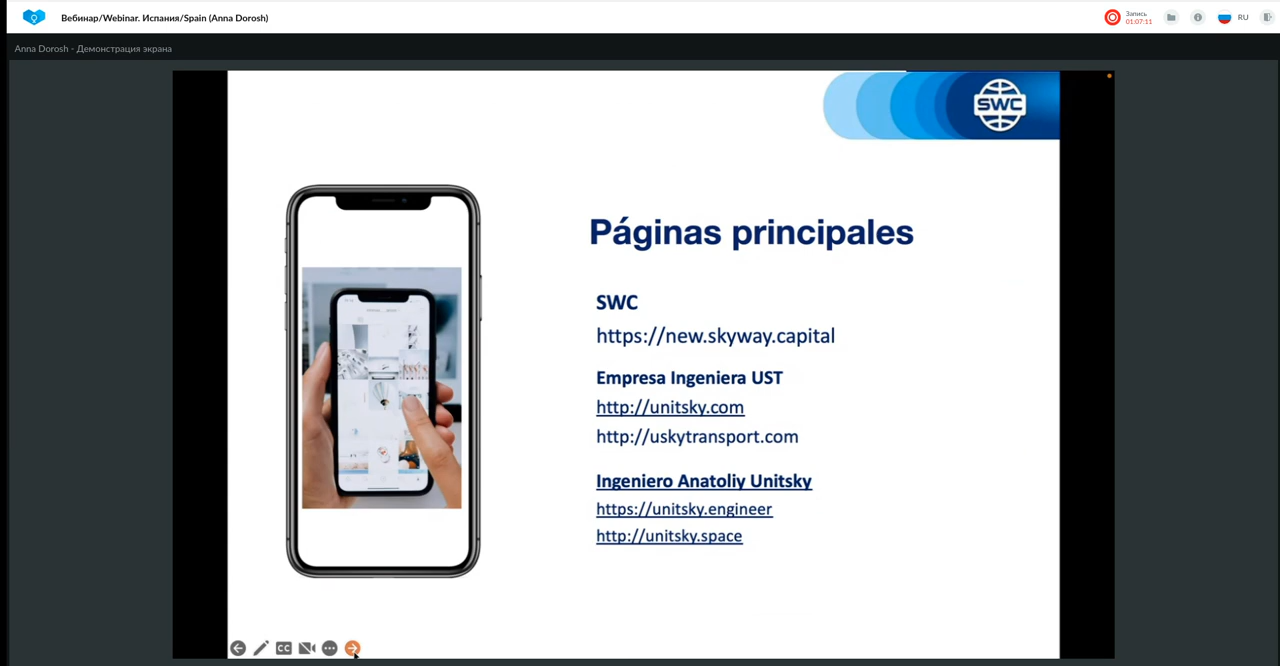 Вебинар/Webinar. Испания/Spain (Anna Dorosh)
Запись
01:07:11
RU
Anna Dorosh - Демонстрация экрана
SWC
Páginas principales
SWC
https://new.skyway.capital
Empresa Ingeniera UST
http://unitsky.com
http://uskytransport.com
Ingeniero Anatoliy Unitsky
https://unitsky.engineer
http://unitsky.space
CC